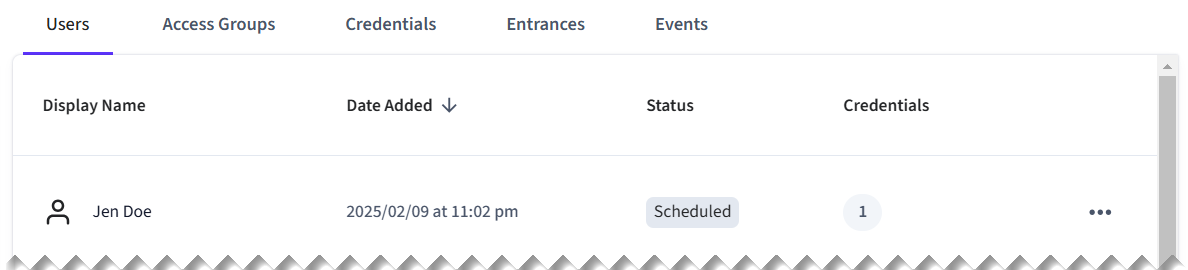 Users Access Groups Credentials Entrances Events
Display Name Date Added Status Credentials
Jen Doe 2025/02/09 at 11:02 pm Scheduled 1